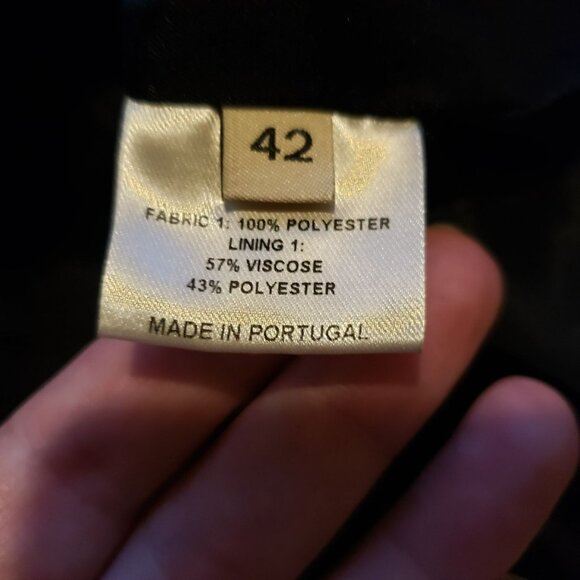 42
FABRIC 1: 100% POLYESTER
LINING 1:
57% VISCOSE
43% POLYESTER
MADE IN PORTUGAL